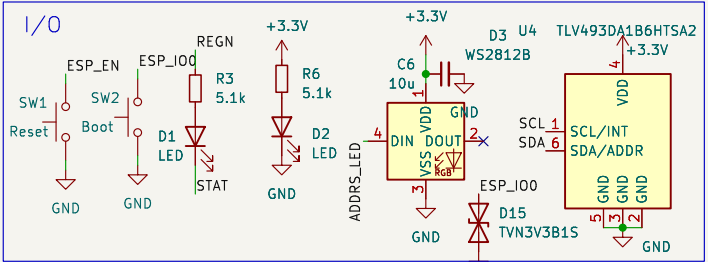 I/O
ESP_EN
SW1
Reset
GND
ESP_IO0
SW2
Boot
GND
REGN
R3
5.1k
D1
LED
STAT
+3.3V
R6
5.1k
D2
LED
GND
+3.3V
C6
10u
GND
D3
WS2812B
1
VDD
4
DIN
DOUT
2
VSS
RGB
3
ADDRS_LED
GND
ESP_IO0
D15
TVN3V3B1S
U4
TLV493DA1B6HTSA2
+3.3V
4
VDD
SCL
1
SCL/INT
SDA
6
SDA/ADDR
GND
GND
GND
5
3
2
GND